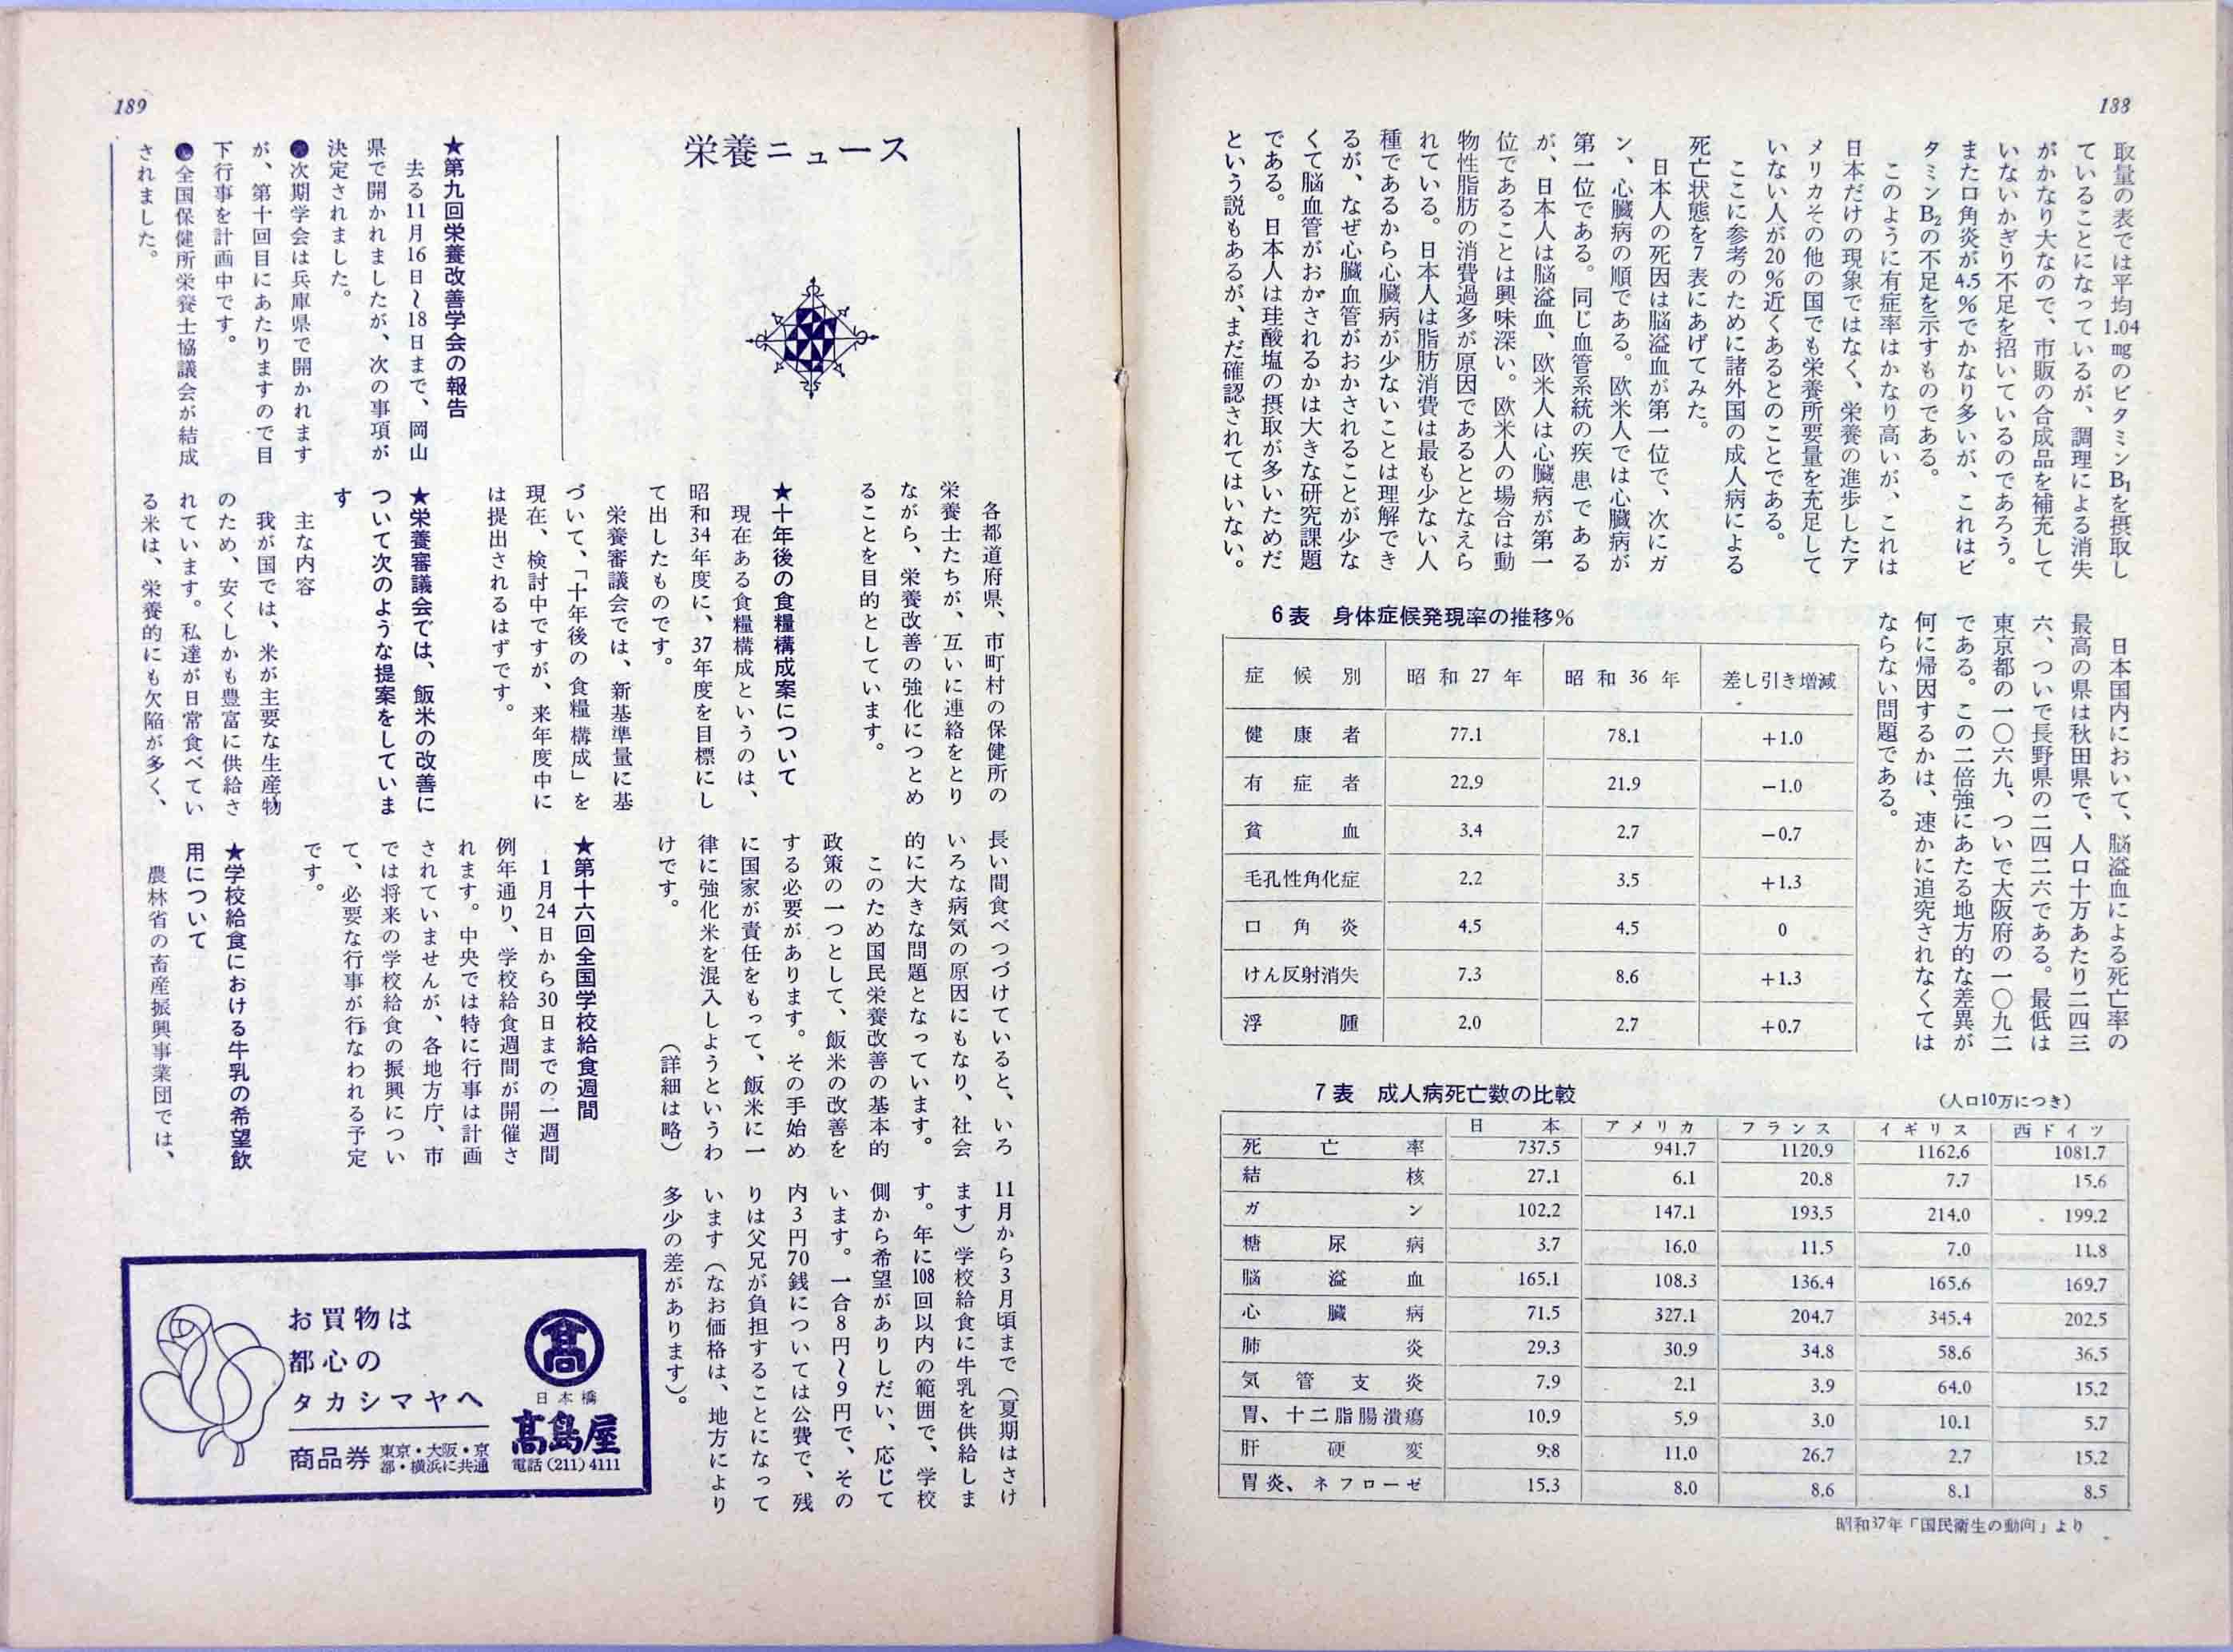 188
取量の表では平均1.04mgのビタミンB₁を摂取し
ていることになっているが、調理による消失
がかなり大なので、市販の合成品を補充して
いないかぎり不足を招いているのであろう。
また口角炎が4.5%でかなり多いが、これはビ
タミンB₂の不足を示すものである。
このように有症率はかなり高いが、これは
日本だけの現象ではなく、栄養の進歩したア
メリカその他の国でも栄養所要量を充足して
いない人が20%近くあるとのことである。
ここに参考のために諸外国の成人病による
死亡状態を7表にあげてみた。
日本人の死因は脳溢血が第一位で、次にガ
ン、心臓病の順である。欧米人では心臓病が
第一位である。同じ血管系統の疾患である
が、日本人は脳溢血、欧米人は心臓病が第一
位であることは興味深い。欧米人の場合は動
物性脂肪の消費過多が原因であるととなえら
れている。日本人は脂肪消費は最も少ない人
種であるから心臓病が少ないことは理解でき
るが、なぜ心臓血管がおかされることが少な
くて脳血管がおかされるかは大きな研究課題
である。日本人は珪酸塩の摂取が多いためだ
という説もあるが、まだ確認されてはいない。
日本国内において、脳溢血による死亡率の
最高の県は秋田県で、人口十万あたり二四三
六、ついで長野県の二四二六である。最低は
東京都の一〇六九、ついで大阪府の一〇九二
である。この二倍強にあたる地方的な差異が
何に帰因するかは、速かに追究されなくては
ならない問題である。
6表 身体症候発現率の推移%
症候別 昭和27年 昭和36年 差し引き増減
健康者 77.1 78.1 +1.0
有症者 22.9 21.9 −1.0
貧血 3.4 2.7 −0.7
毛孔性角化症 2.2 3.5 +1.3
口角炎 4.5 4.5 0
けん反射消失 7.3 8.6 +1.3
浮腫 2.0 2.7 +0.7
7表 成人病死亡数の比較
(人口10万につき)
日本 アメリカ フランス イギリス 西ドイツ
死亡率 737.5 941.7 1120.9 1162.6 1081.7
結核 27.1 6.1 20.8 7.7 15.6
ガン 102.2 147.1 193.5 214.0 199.2
糖尿病 3.7 16.0 11.5 7.0 11.8
脳溢血 165.1 108.3 136.4 165.6 169.7
心臓病 71.5 327.1 204.7 345.4 202.5
肺炎 29.3 30.9 34.8 58.6 36.5
気管支炎 7.9 2.1 3.9 64.0 15.2
胃、十二脂腸潰瘍 10.9 5.9 3.0 10.1 5.7
肝硬変 9.8 11.0 26.7 2.7 15.2
胃炎、ネフローゼ 15.3 8.0 8.6 8.1 8.5
昭和37年「国民衛生の動向」より
189
栄養ニュース
★第九回栄養改善学会の報告
去る11月16日〜18日まで、岡山
県で開かれましたが、次の事項が
決定されました。
●次期学会は兵庫県で開かれます
が、第十回目にあたりますので目
下行事を計画中です。
●全国保健所栄養士協議会が結成
されました。
各都道府県、市町村の保健所の
栄養士たちが、互いに連絡をとり
ながら、栄養改善の強化につとめ
ることを目的としています。
★十年後の食糧構成案について
現在ある食糧構成というのは、
昭和34年度に、37年度を目標にし
て出したものです。
栄養審議会では、新基準量に基
づいて、「十年後の食糧構成」を
現在、検討中ですが、来年度中に
は提出されるはずです。
★栄養審議会では、飯米の改善に
ついて次のような提案をしていま
す
主な内容
我が国では、米が主要な生産物
のため、安くしかも豊富に供給さ
れています。私達が日常食べてい
る米は、栄養的にも欠陥が多く、
長い間食べつづけていると、いろ
いろな病気の原因にもなり、社会
的に大きな問題となっています。
このため国民栄養改善の基本的
政策の一つとして、飯米の改善を
する必要があります。その手始め
に国家が責任をもって、飯米に一
律に強化米を混入しようというわ
けです。
(詳細は略)
★第十六回全国学校給食週間
1月24日から30日までの一週間
例年通り、学校給食週間が開催さ
れます。中央では特に行事は計画
されていませんが、各地方庁、市
では将来の学校給食の振興につい
て、必要な行事が行なわれる予定
です。
★学校給食における牛乳の希望飲
用について
農林省の畜産振興事業団では、
11月から3月頃まで(夏期はさけ
ます)学校給食に牛乳を供給しま
す。年に108回以内の範囲で、学校
側から希望がありしだい、応じて
います。一合8円〜9円で、その
内3円70銭については公費で、残
りは父兄が負担することになって
います(なお価格は、地方により
多少の差があります)。
お買物は
都心の
タカシマヤへ
商品券 東京・大阪・京
都・横浜に共通
髙
日本橋
髙島屋
電話(211)4111